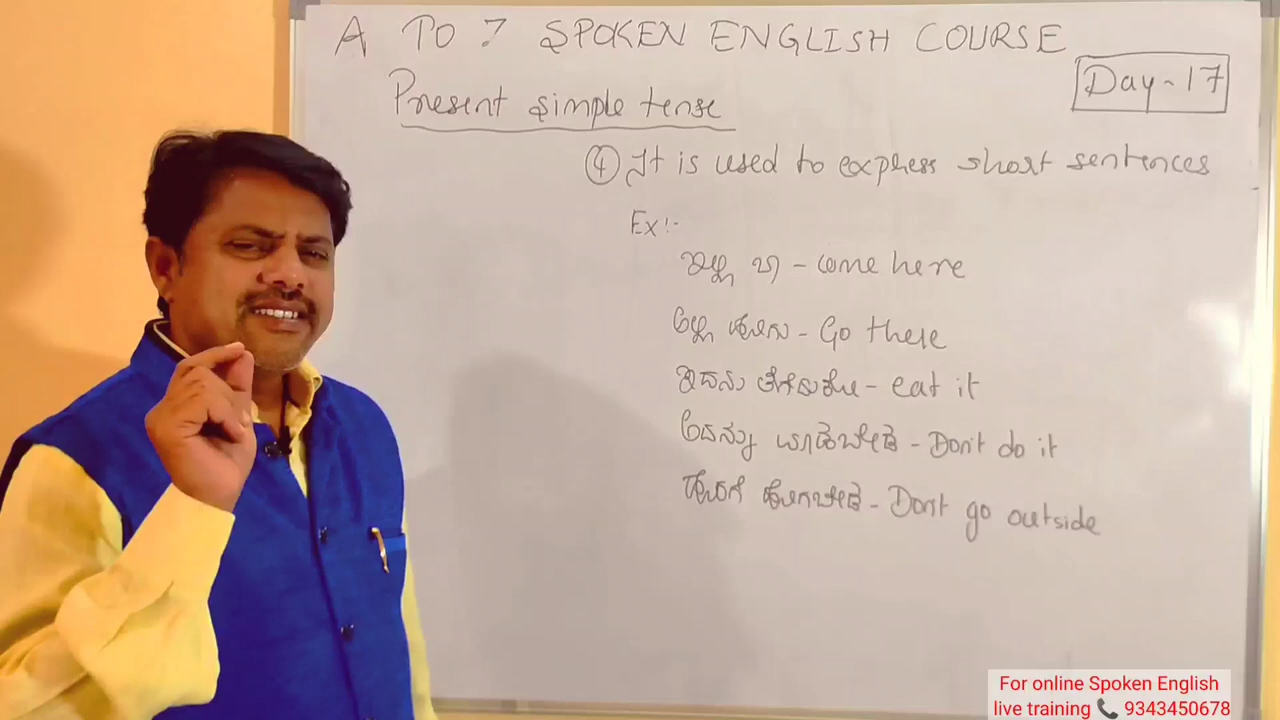 A TO Z SPOKEN ENGLISH COURSE
Day-17
Present simple tense
④ It is used to express short sentences
Ex:-
ಇಲ್ಲಿ ಬಾ - come here
ಅಲ್ಲಿ ಹೋಗು - Go there
ಇದನು - eat it
ಅದನ್ನು ಮಾಡಬೇಡ - Don't do it
ಹೊರಗೆ ಹೋಗಬೇಡ - Don't go outside
For online Spoken English
live training 📞 9343450678